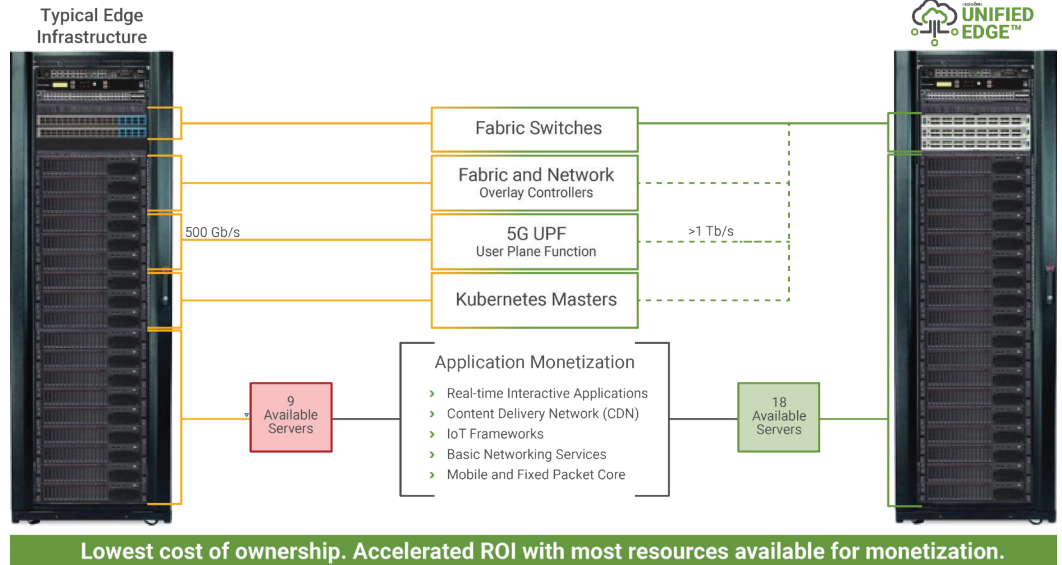 Typical Edge
Infrastructure
UNIFIED
EDGE™
Fabric Switches
Fabric and Network
Overlay Controllers
500 Gb/s
5G UPF
User Plane Function
>1 Tb/s
Kubernetes Masters
Application Monetization
› Real-time Interactive Applications
› Content Delivery Network (CDN)
› IoT Frameworks
› Basic Networking Services
› Mobile and Fixed Packet Core
9
Available
Servers
18
Available
Servers
Lowest cost of ownership. Accelerated ROI with most resources available for monetization.